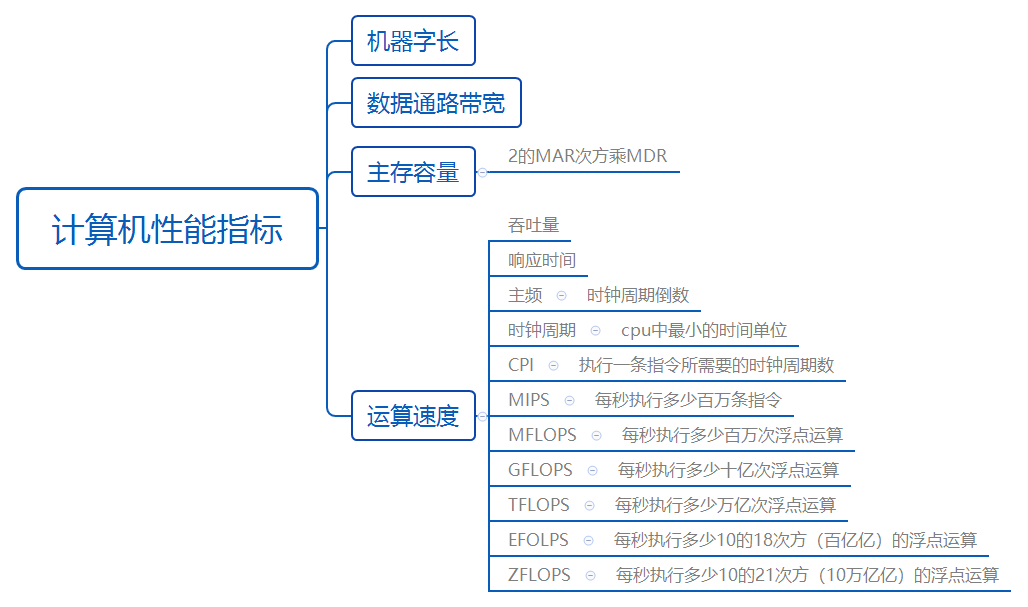 计算机性能指标
机器字长
数据通路带宽
主存容量
2的MAR次方乘MDR
运算速度
吞吐量
响应时间
主频 时钟周期倒数
时钟周期 cpu中最小的时间单位
CPI 执行一条指令所需要的时钟周期数
MIPS 每秒执行多少百万条指令
MFLOPS 每秒执行多少百万次浮点运算
GFLOPS 每秒执行多少十亿次浮点运算
TFLOPS 每秒执行多少万亿次浮点运算
EFOLPS 每秒执行多少10的18次方（百亿亿）的浮点运算
ZFLOPS 每秒执行多少10的21次方（10万亿亿）的浮点运算